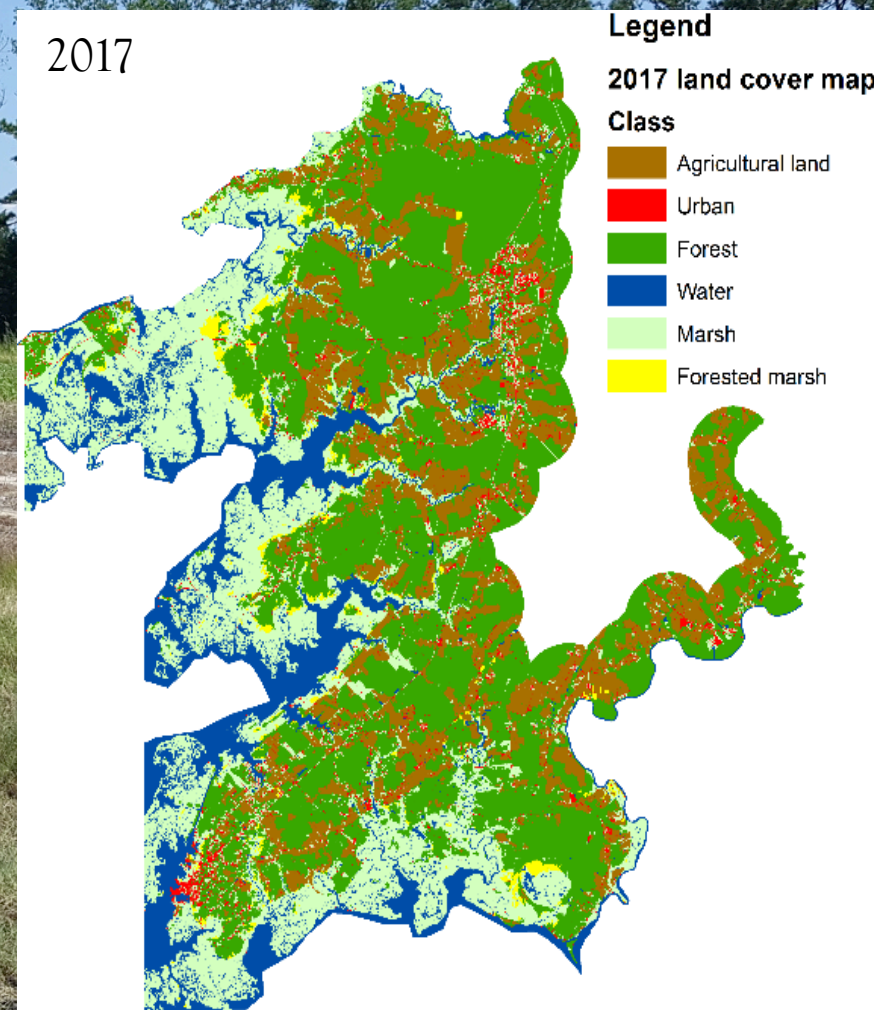 2017
Legend
2017 land cover map
Class
Agricultural land
Urban
Forest
Water
Marsh
Forested marsh